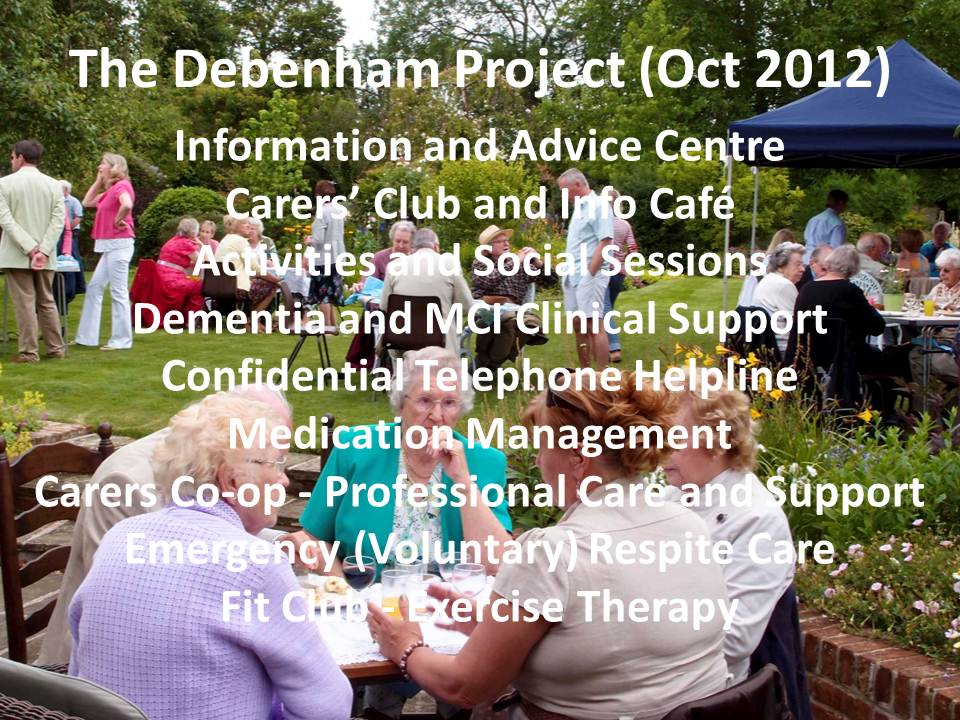 The Debenham Project (Oct 2012)
Information and Advice Centre
Carers’ Club and Info Café
Activities and Social Sessions
Dementia and MCI Clinical Support
Confidential Telephone Helpline
Medication Management
Carers Co-op - Professional Care and Support
Emergency (Voluntary) Respite Care
Fit Club - Exercise Therapy